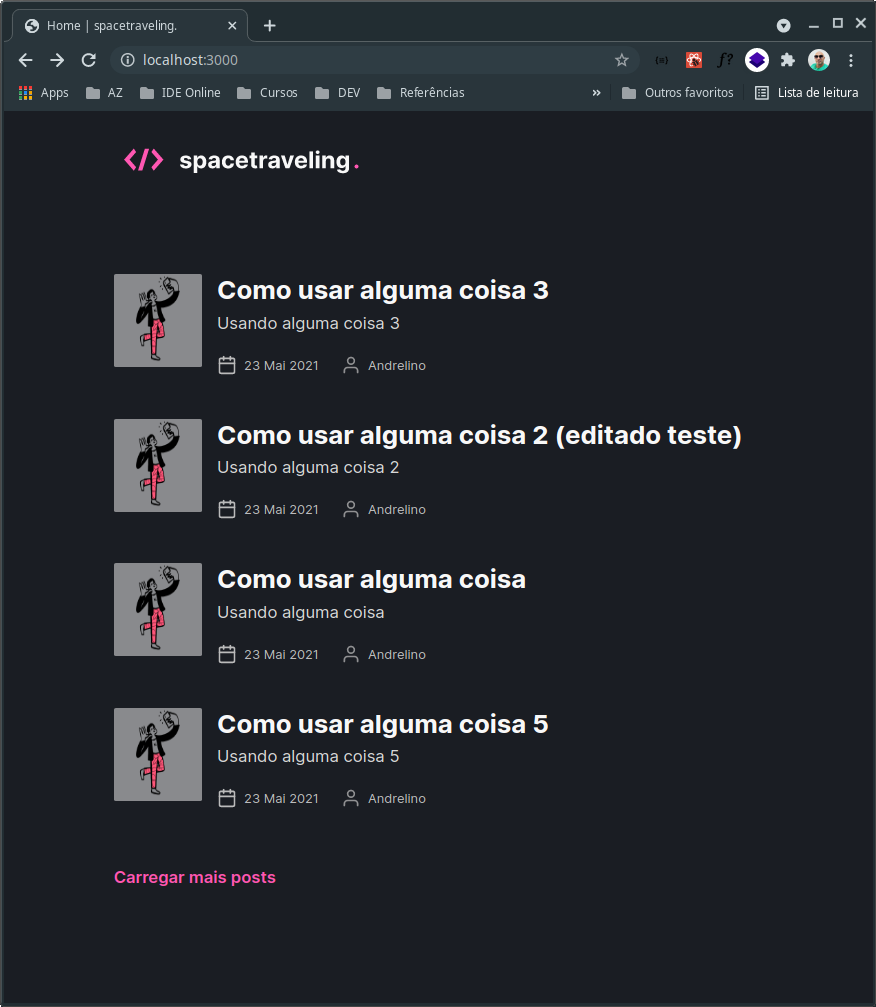 Home | spacetraveling.
localhost:3000
Apps AZ IDE Online Cursos DEV Referências » Outros favoritos Lista de leitura
</> spacetraveling.
Como usar alguma coisa 3
Usando alguma coisa 3
23 Mai 2021 Andrelino
Como usar alguma coisa 2 (editado teste)
Usando alguma coisa 2
23 Mai 2021 Andrelino
Como usar alguma coisa
Usando alguma coisa
23 Mai 2021 Andrelino
Como usar alguma coisa 5
Usando alguma coisa 5
23 Mai 2021 Andrelino
Carregar mais posts